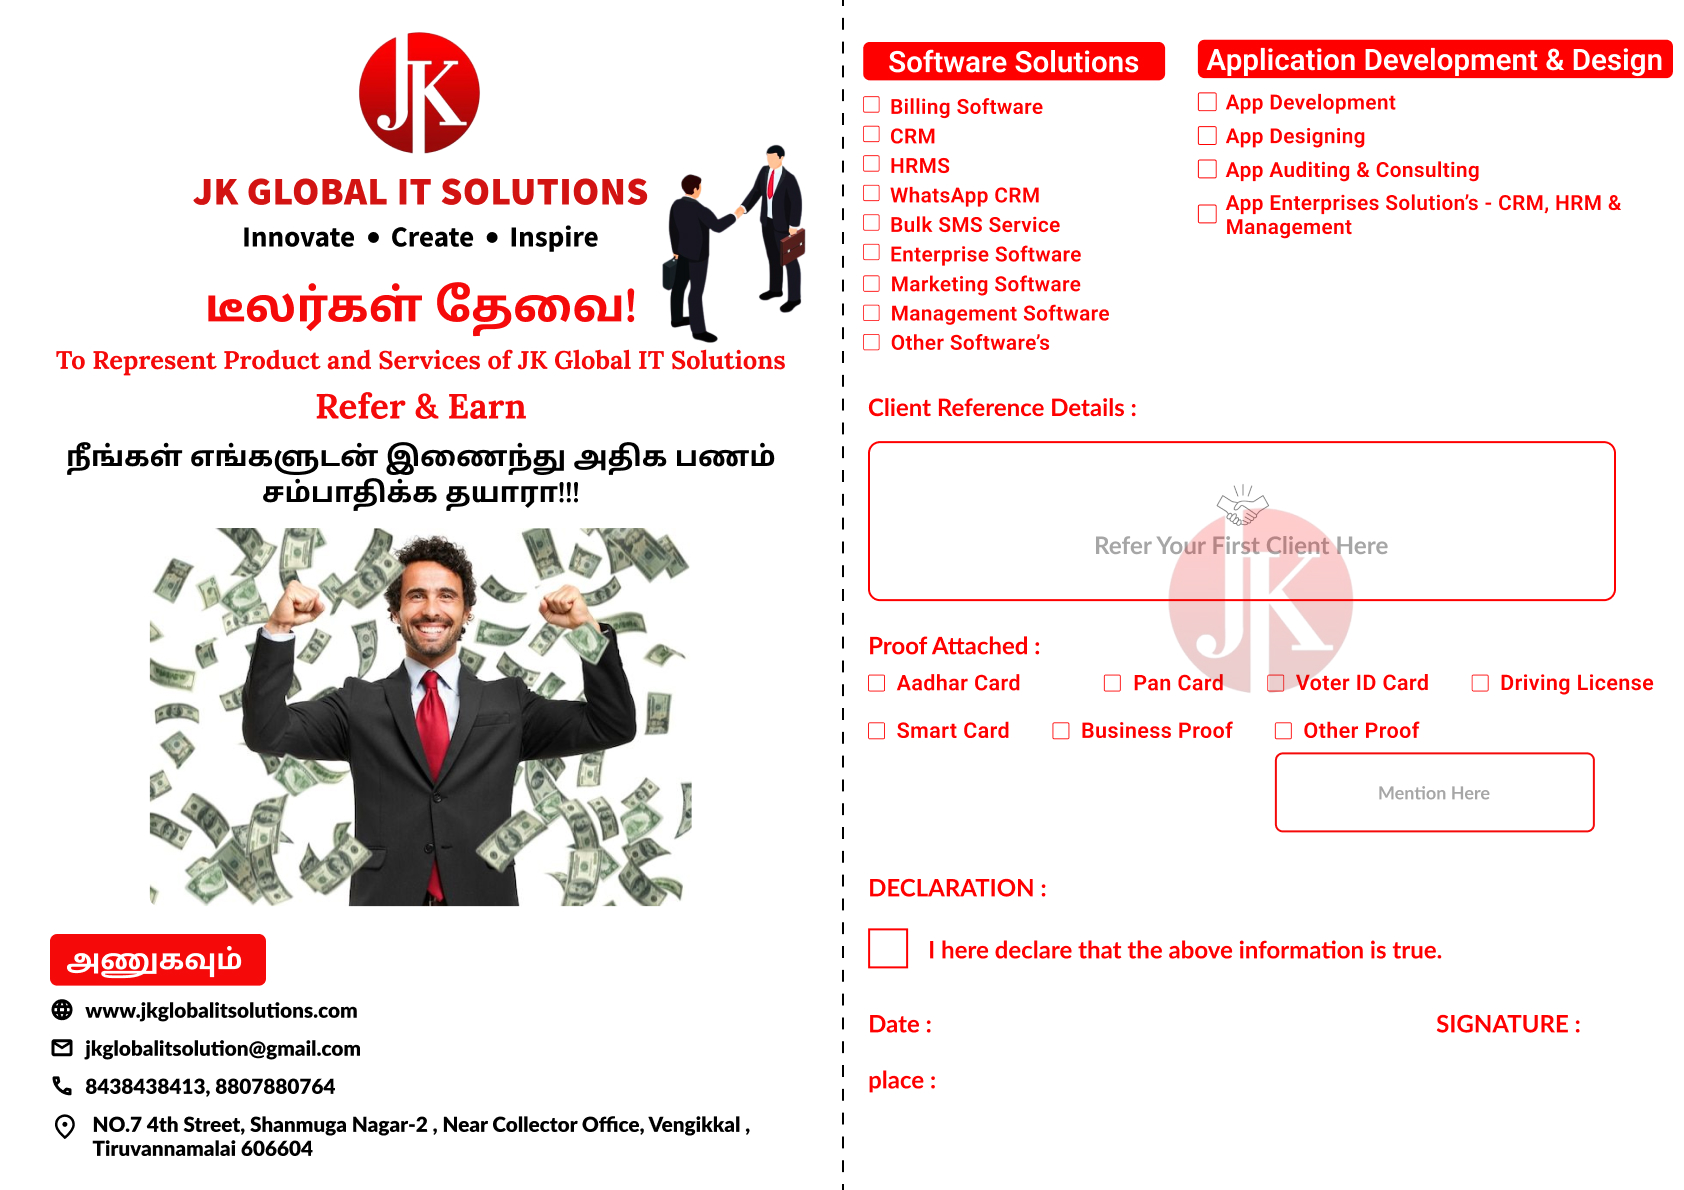 JK
JK GLOBAL IT SOLUTIONS
Innovate • Create • Inspire
டீலர்கள் தேவை!
To Represent Product and Services of JK Global IT Solutions
Refer & Earn
நீங்கள் எங்களுடன் இணைந்து அதிக பணம்
சம்பாதிக்க தயாரா!!!
அணுகவும்
www.jkglobalitsolutions.com
jkglobalitsolution@gmail.com
8438438413, 8807880764
NO.7 4th Street, Shanmuga Nagar-2 , Near Collector Office, Vengikkal ,
Tiruvannamalai 606604
Software Solutions
Billing Software
CRM
HRMS
WhatsApp CRM
Bulk SMS Service
Enterprise Software
Marketing Software
Management Software
Other Software's
Application Development & Design
App Development
App Designing
App Auditing & Consulting
App Enterprises Solution's - CRM, HRM &
Management
Client Reference Details :
Refer Your First Client Here
JK
Proof Attached :
Aadhar Card Pan Card Voter ID Card Driving License
Smart Card Business Proof Other Proof
Mention Here
DECLARATION :
I here declare that the above information is true.
Date : SIGNATURE :
place :